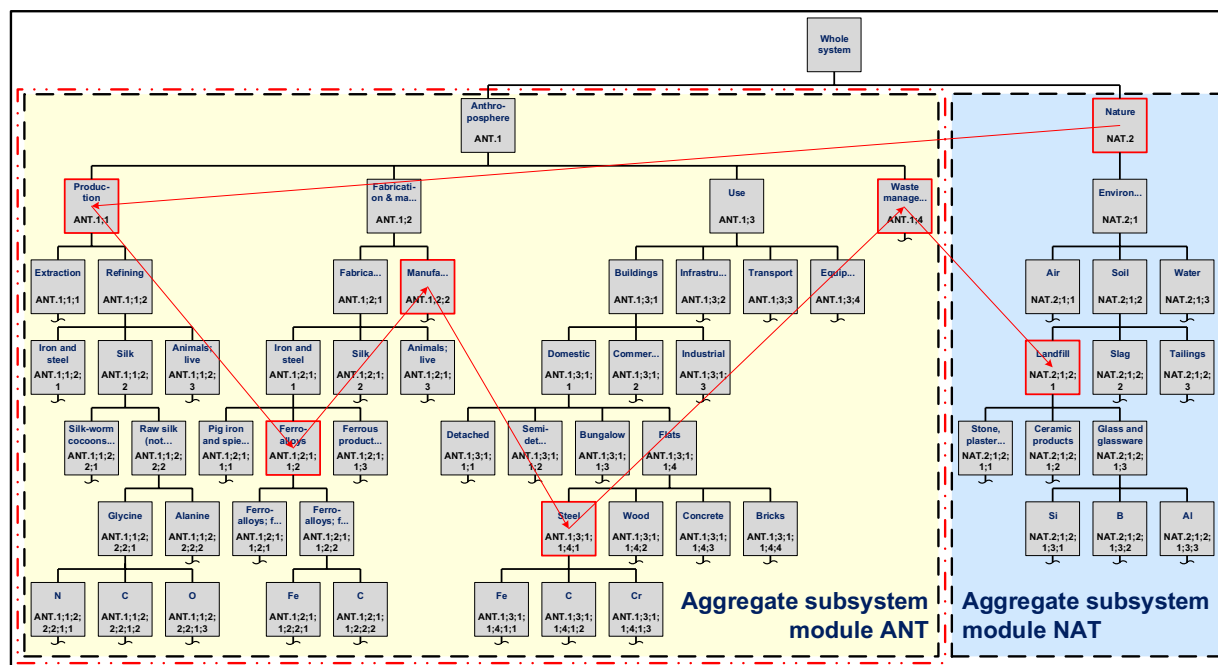 Whole
system
Anthro-
posphere
ANT.1
Nature
NAT.2
Produc-
tion
ANT.1;1
Fabricati-
on & ma...
ANT.1;2
Use
ANT.1;3
Waste
manage...
ANT.1;4
Environ...
NAT.2;1
Extraction
ANT.1;1;1
Refining
ANT.1;1;2
Fabrica...
ANT.1;2;1
Manufa...
ANT.1;2;2
Buildings
ANT.1;3;1
Infrastru...
ANT.1;3;2
Transport
ANT.1;3;3
Equip...
ANT.1;3;4
Air
NAT.2;1;1
Soil
NAT.2;1;2
Water
NAT.2;1;3
Iron and
steel
ANT.1;1;2;
1
Silk
ANT.1;1;2;
2
Animals;
live
ANT.1;1;2;
3
Iron and
steel
ANT.1;2;1;
1
Silk
ANT.1;2;1;
2
Animals;
live
ANT.1;2;1;
3
Domestic
ANT.1;3;1;
1
Commer...
ANT.1;3;1;
2
Industrial
ANT.1;3;1;
3
Landfill
NAT.2;1;2;
1
Slag
NAT.2;1;2;
2
Tailings
NAT.2;1;2;
3
Silk-worm
cocoons...
ANT.1;1;2;
2;1
Raw silk
(not...
ANT.1;1;2;
2;2
Pig iron
and spie...
ANT.1;2;1;
1;1
Ferro-
alloys
ANT.1;2;1;
1;2
Ferrous
product...
ANT.1;2;1;
1;3
Detached
ANT.1;3;1;
1;1
Semi-
det...
ANT.1;3;1;
1;2
Bungalow
ANT.1;3;1;
1;3
Flats
ANT.1;3;1;
1;4
Stone,
plaster...
NAT.2;1;2;
1;1
Ceramic
products
NAT.2;1;2;
1;2
Glass and
glassware
NAT.2;1;2;
1;3
Glycine
ANT.1;1;2;
2;2;1
Alanine
ANT.1;1;2;
2;2;2
Ferro-
alloys; f...
ANT.1;2;1;
1;2;1
Ferro-
alloys; f...
ANT.1;2;1;
1;2;2
Steel
ANT.1;3;1;
1;4;1
Wood
ANT.1;3;1;
1;4;2
Concrete
ANT.1;3;1;
1;4;3
Bricks
ANT.1;3;1;
1;4;4
Si
NAT.2;1;2;
1;3;1
B
NAT.2;1;2;
1;3;2
Al
NAT.2;1;2;
1;3;3
N
ANT.1;1;2;
2;2;1;1
C
ANT.1;1;2;
2;2;1;2
O
ANT.1;1;2;
2;2;1;3
Fe
ANT.1;2;1;
1;2;2;1
C
ANT.1;2;1;
1;2;2;2
Fe
ANT.1;3;1;
1;4;1;1
C
ANT.1;3;1;
1;4;1;2
Cr
ANT.1;3;1;
1;4;1;3
Aggregate subsystem
module ANT
Aggregate subsystem
module NAT